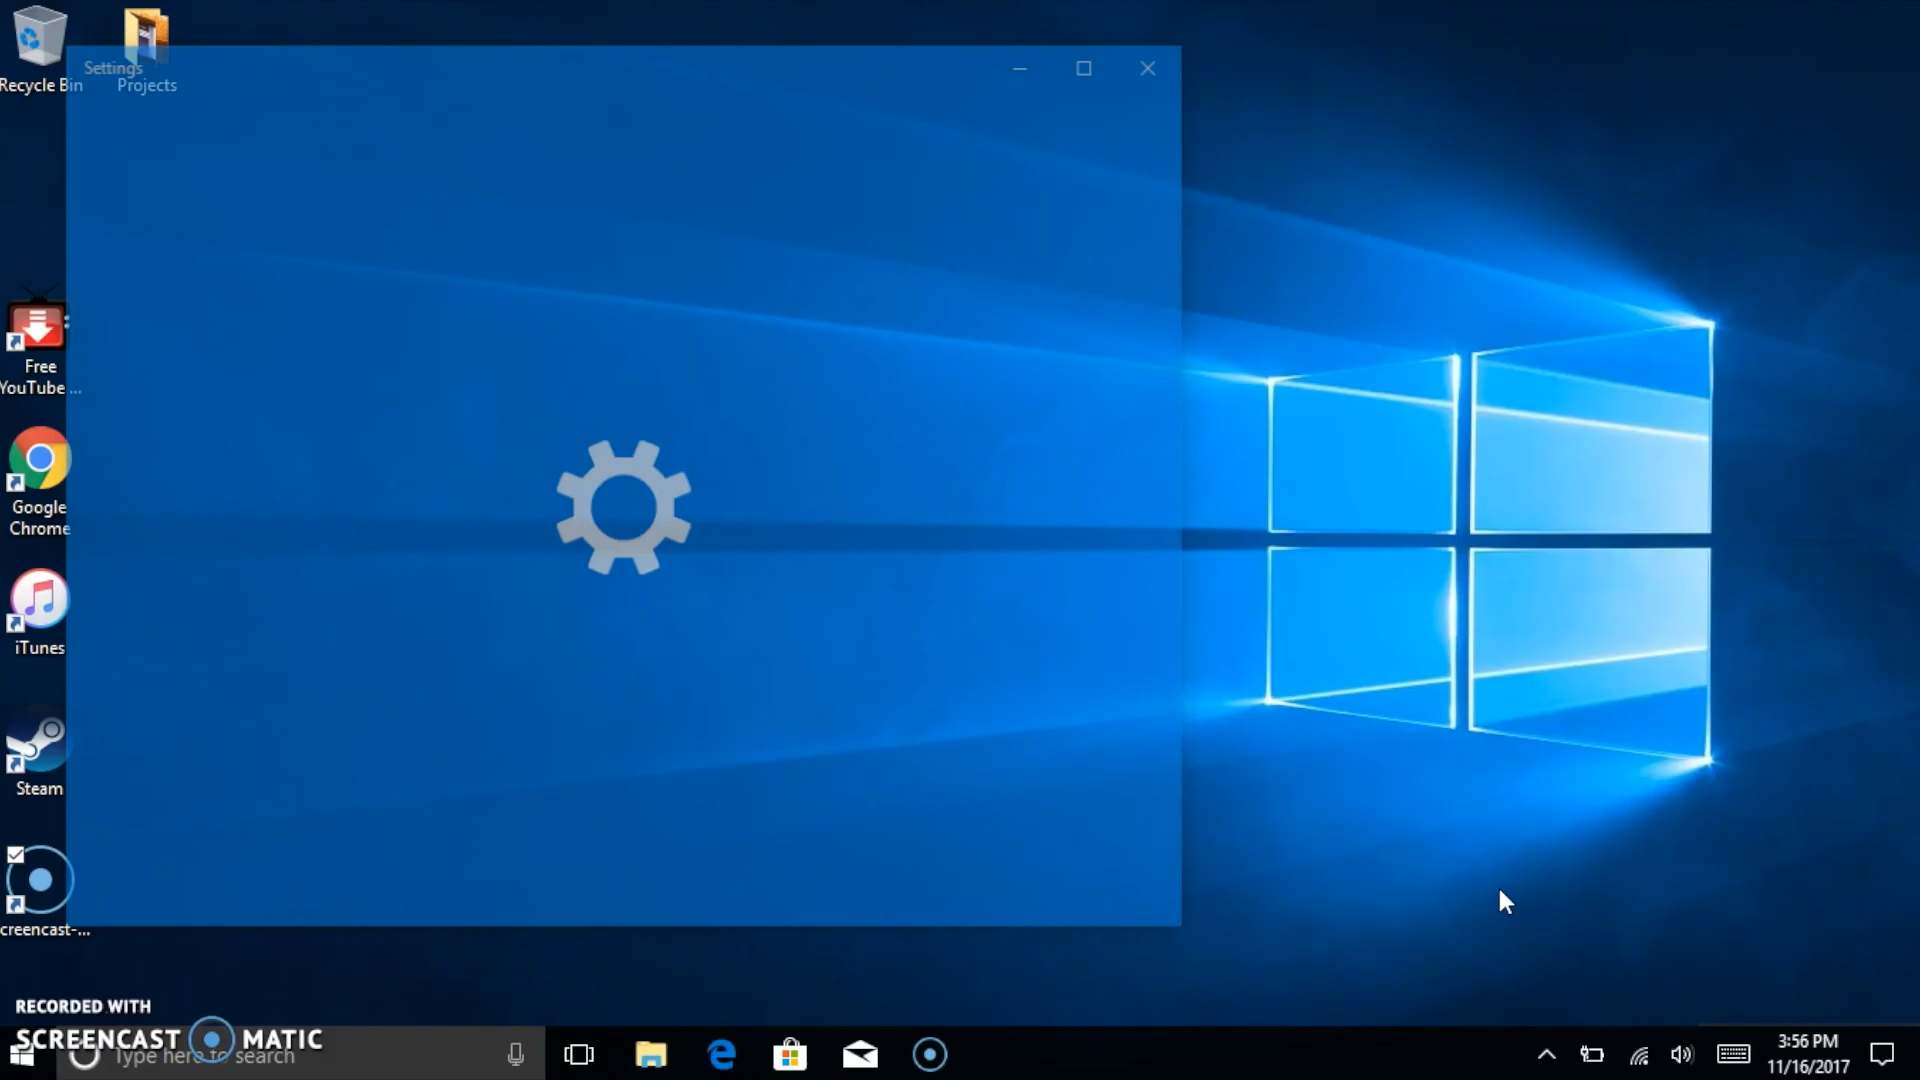 Recycle Bin
Projects
Settings
Free
YouTube ...
Google
Chrome
iTunes
Steam
creencast-...
RECORDED WITH
SCREENCAST MATIC
Type here to search
3:56 PM
11/16/2017